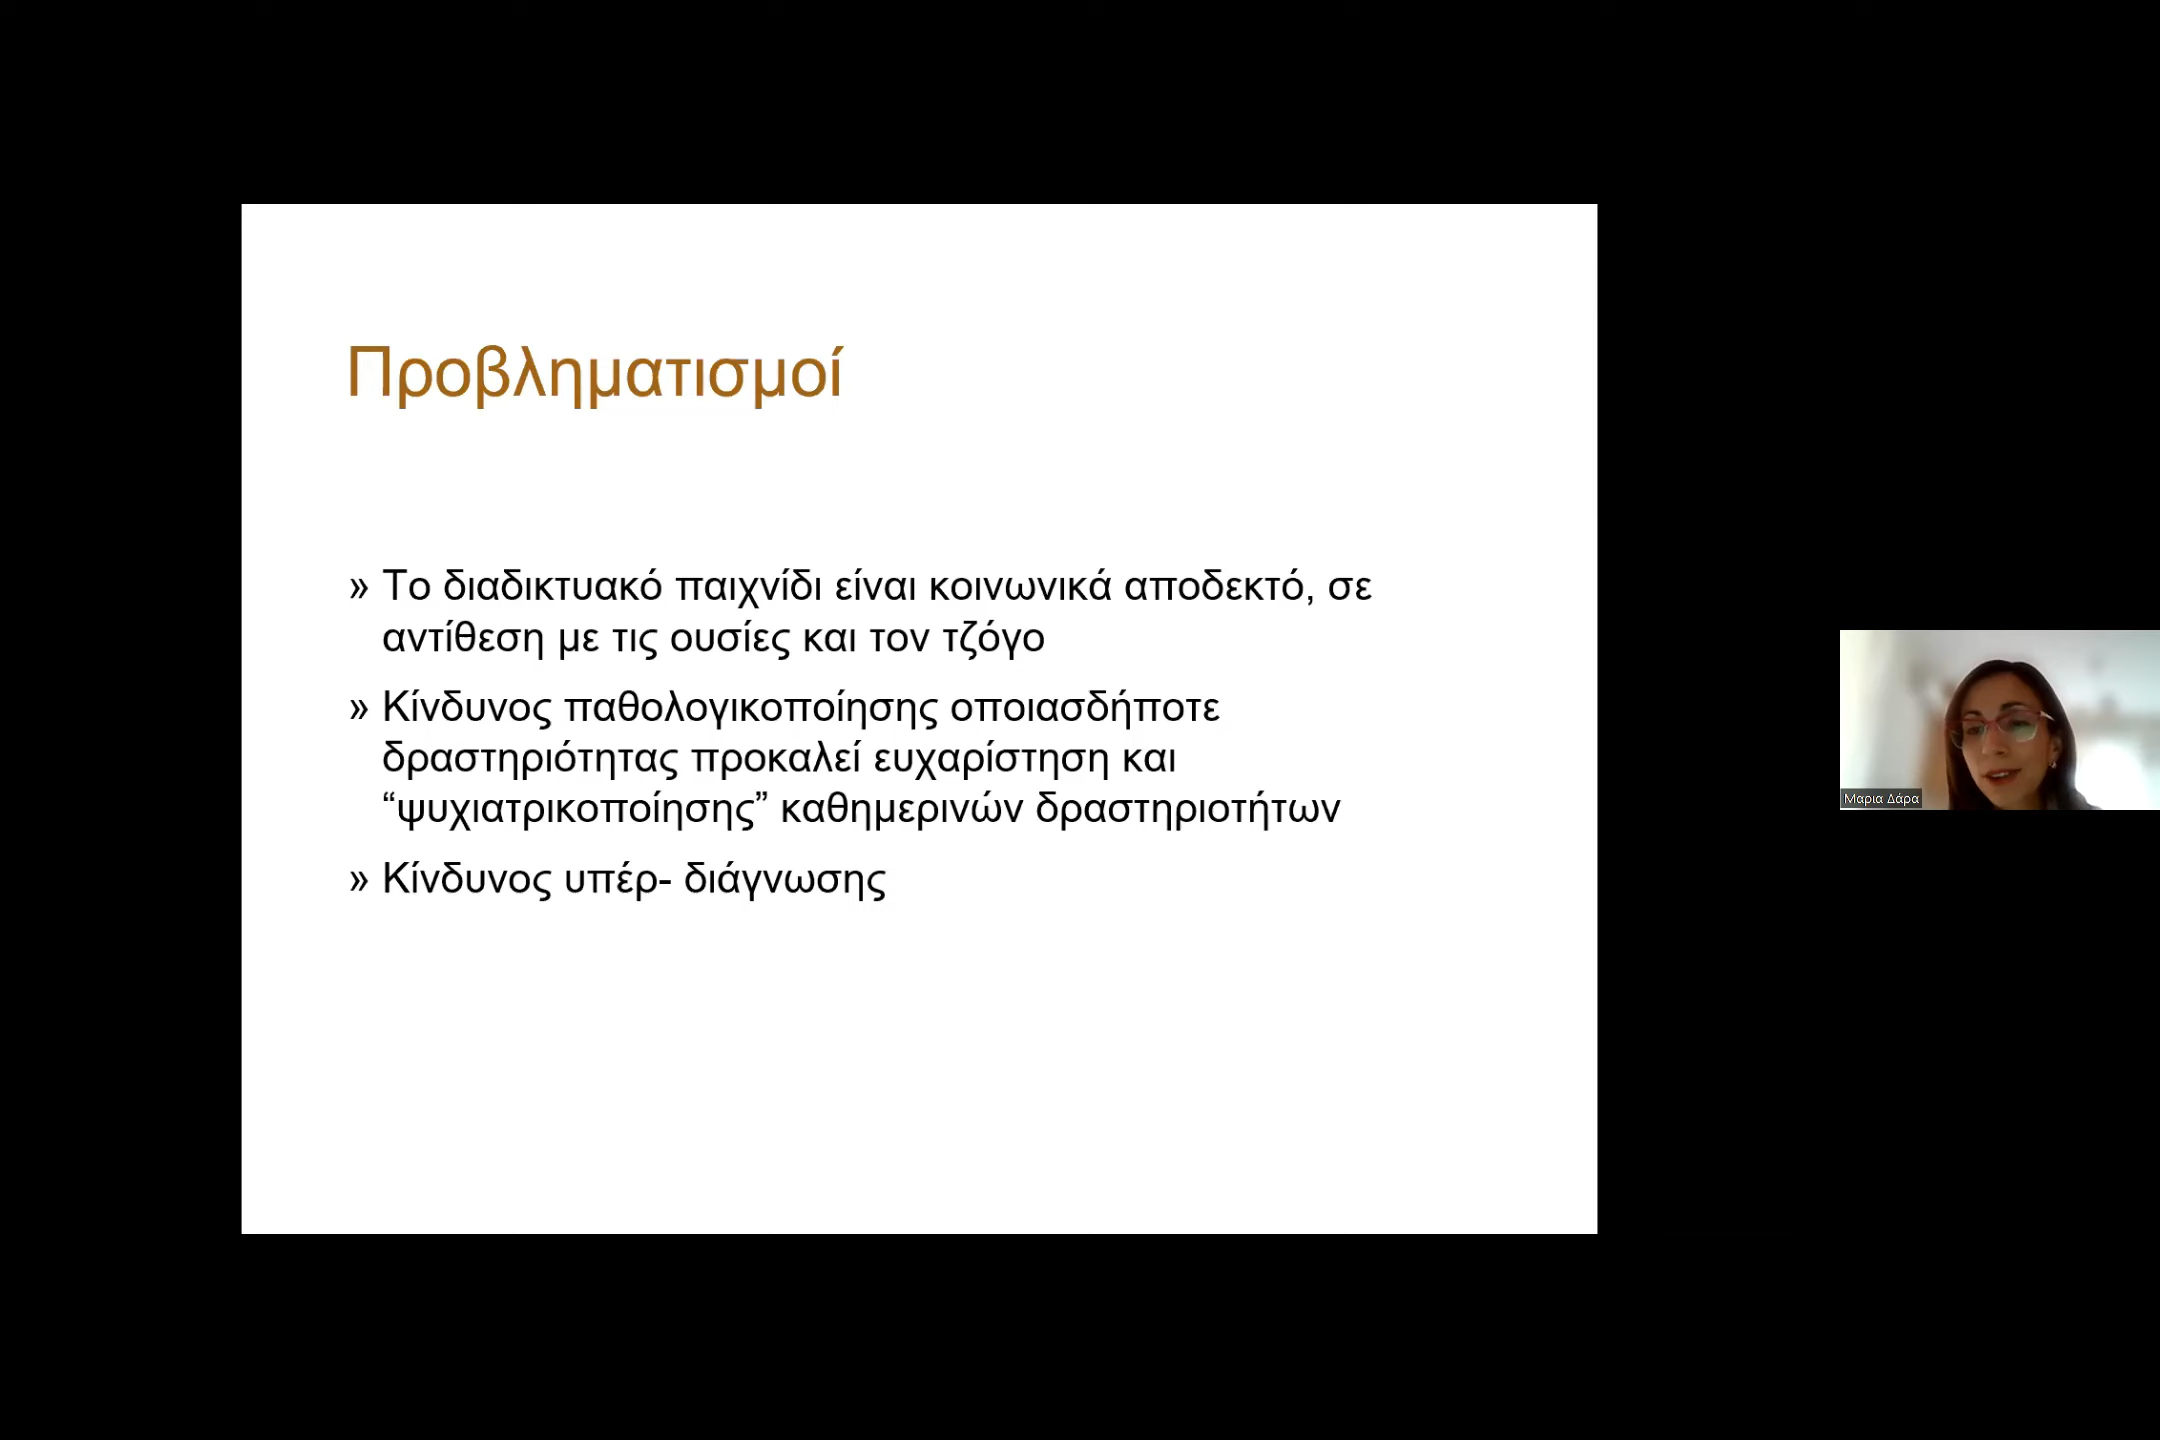 Προβληματισμοί
» Το διαδικτυακό παιχνίδι είναι κοινωνικά αποδεκτό, σε
αντίθεση με τις ουσίες και τον τζόγο
» Κίνδυνος παθολογικοποίησης οποιασδήποτε
δραστηριότητας προκαλεί ευχαρίστηση και
“ψυχιατρικοποίησης” καθημερινών δραστηριοτήτων
» Κίνδυνος υπέρ- διάγνωσης
Μαρια Δάρα